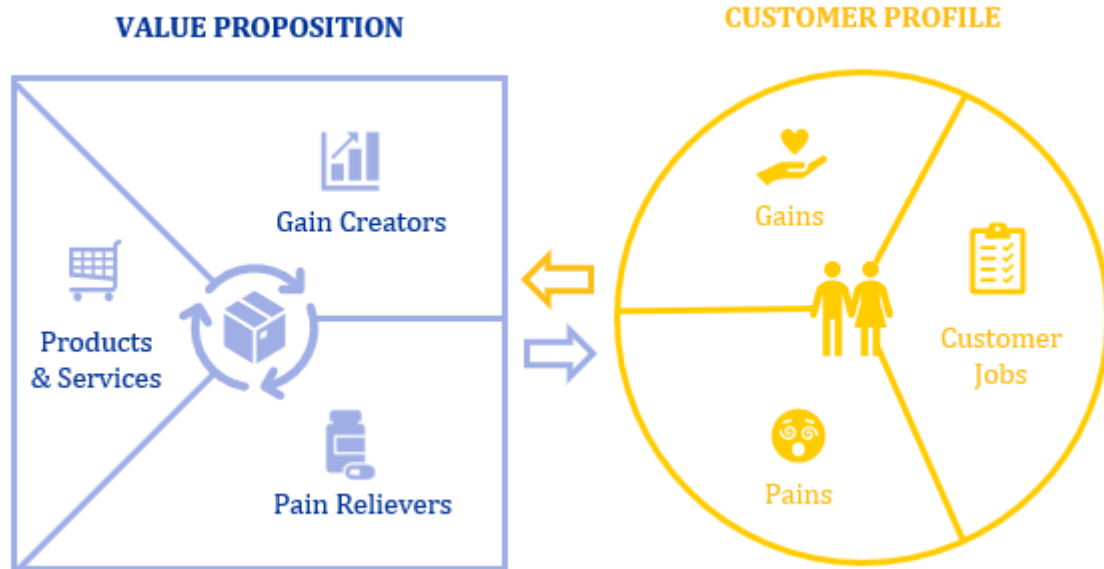 VALUE PROPOSITION
CUSTOMER PROFILE
Gain Creators
Products
& Services
Pain Relievers
Gains
Customer
Jobs
Pains